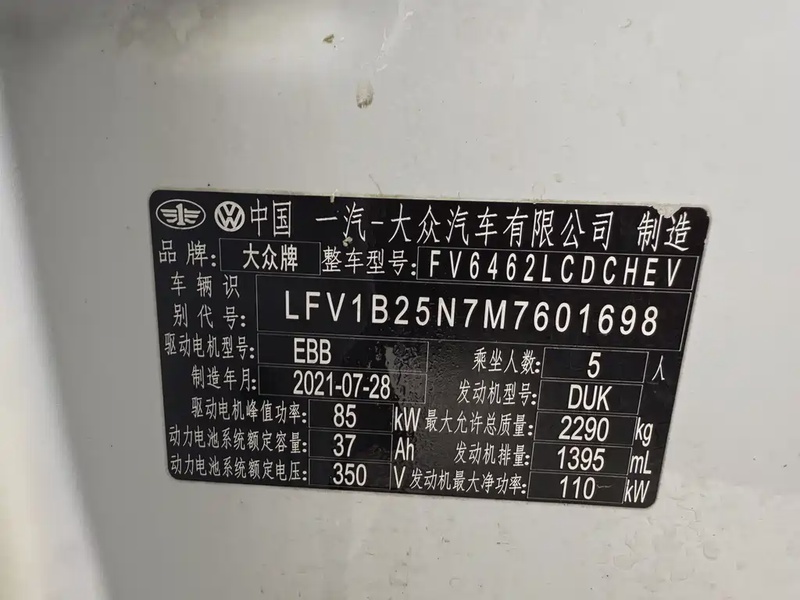 中国 一汽-大众汽车有限公司 制造
品牌: 大众牌 整车型号: FV6462LCDCHEV
车辆识别代号: LFV1B25N7M7601698
驱动电机型号: EBB 乘坐人数: 5 人
制造年月: 2021-07-28 发动机型号: DUK
驱动电机峰值功率: 85 kW 最大允许总质量: 2290 kg
动力电池系统额定容量: 37 Ah 发动机排量: 1395 mL
动力电池系统额定电压: 350 V 发动机最大净功率: 110 kW